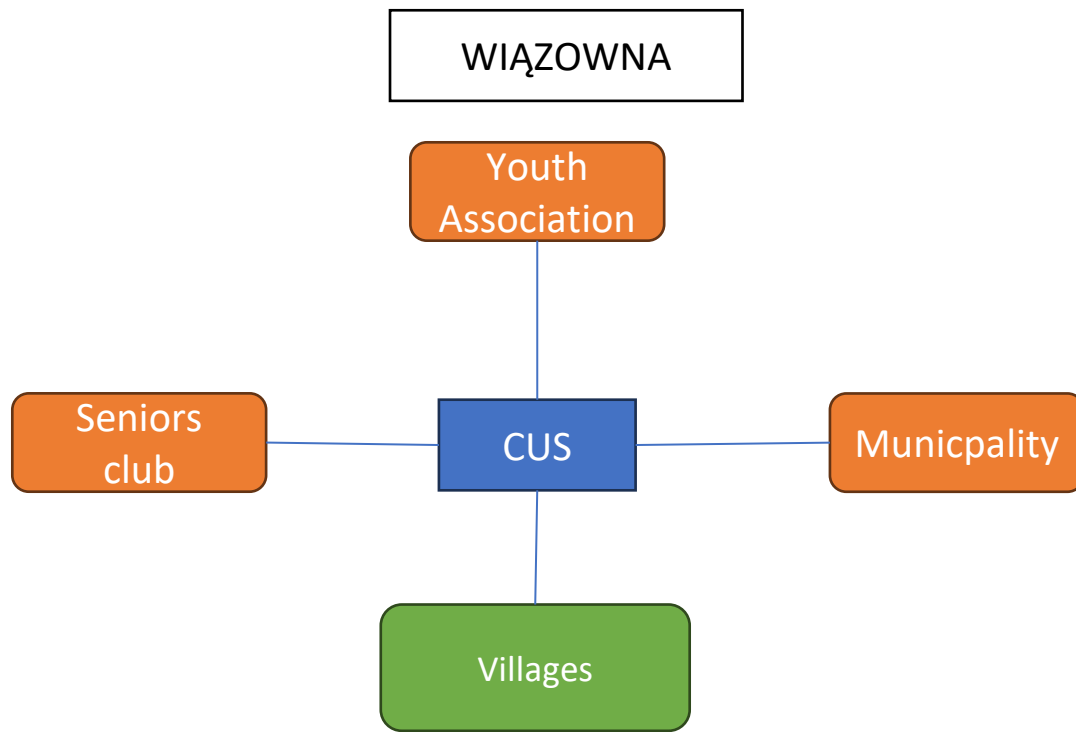 WIĄZOWNA
Youth
Association
Seniors
club
CUS
Municpality
Villages